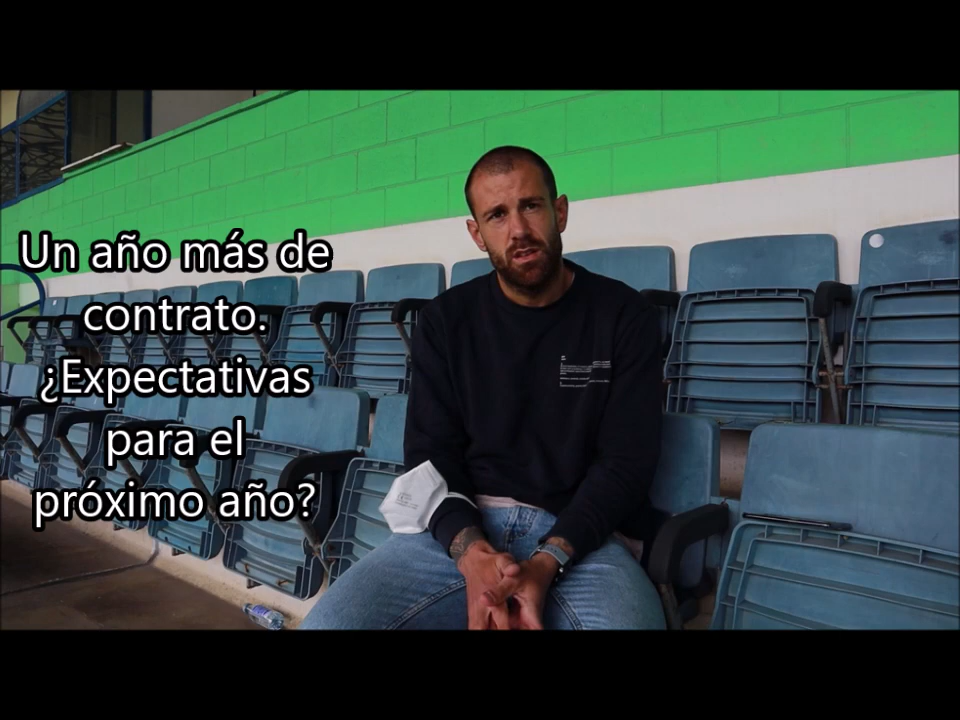 Un año más de
contrato.
¿Expectativas
para el
próximo año?